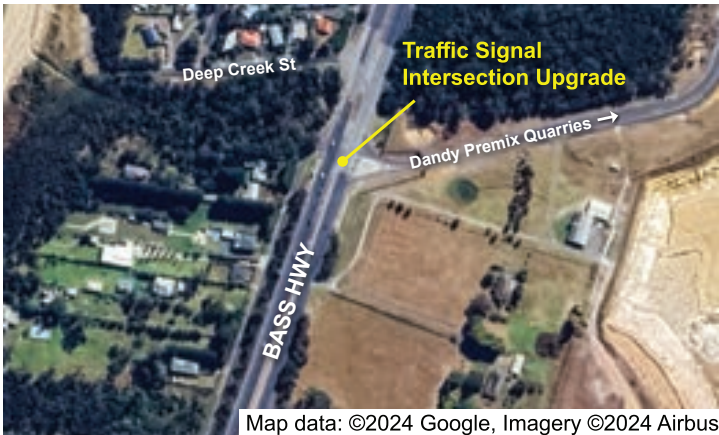 Traffic Signal
Intersection Upgrade
Deep Creek St
Dandy Premix Quarries →
BASS HWY
Map data: ©2024 Google, Imagery ©2024 Airbus